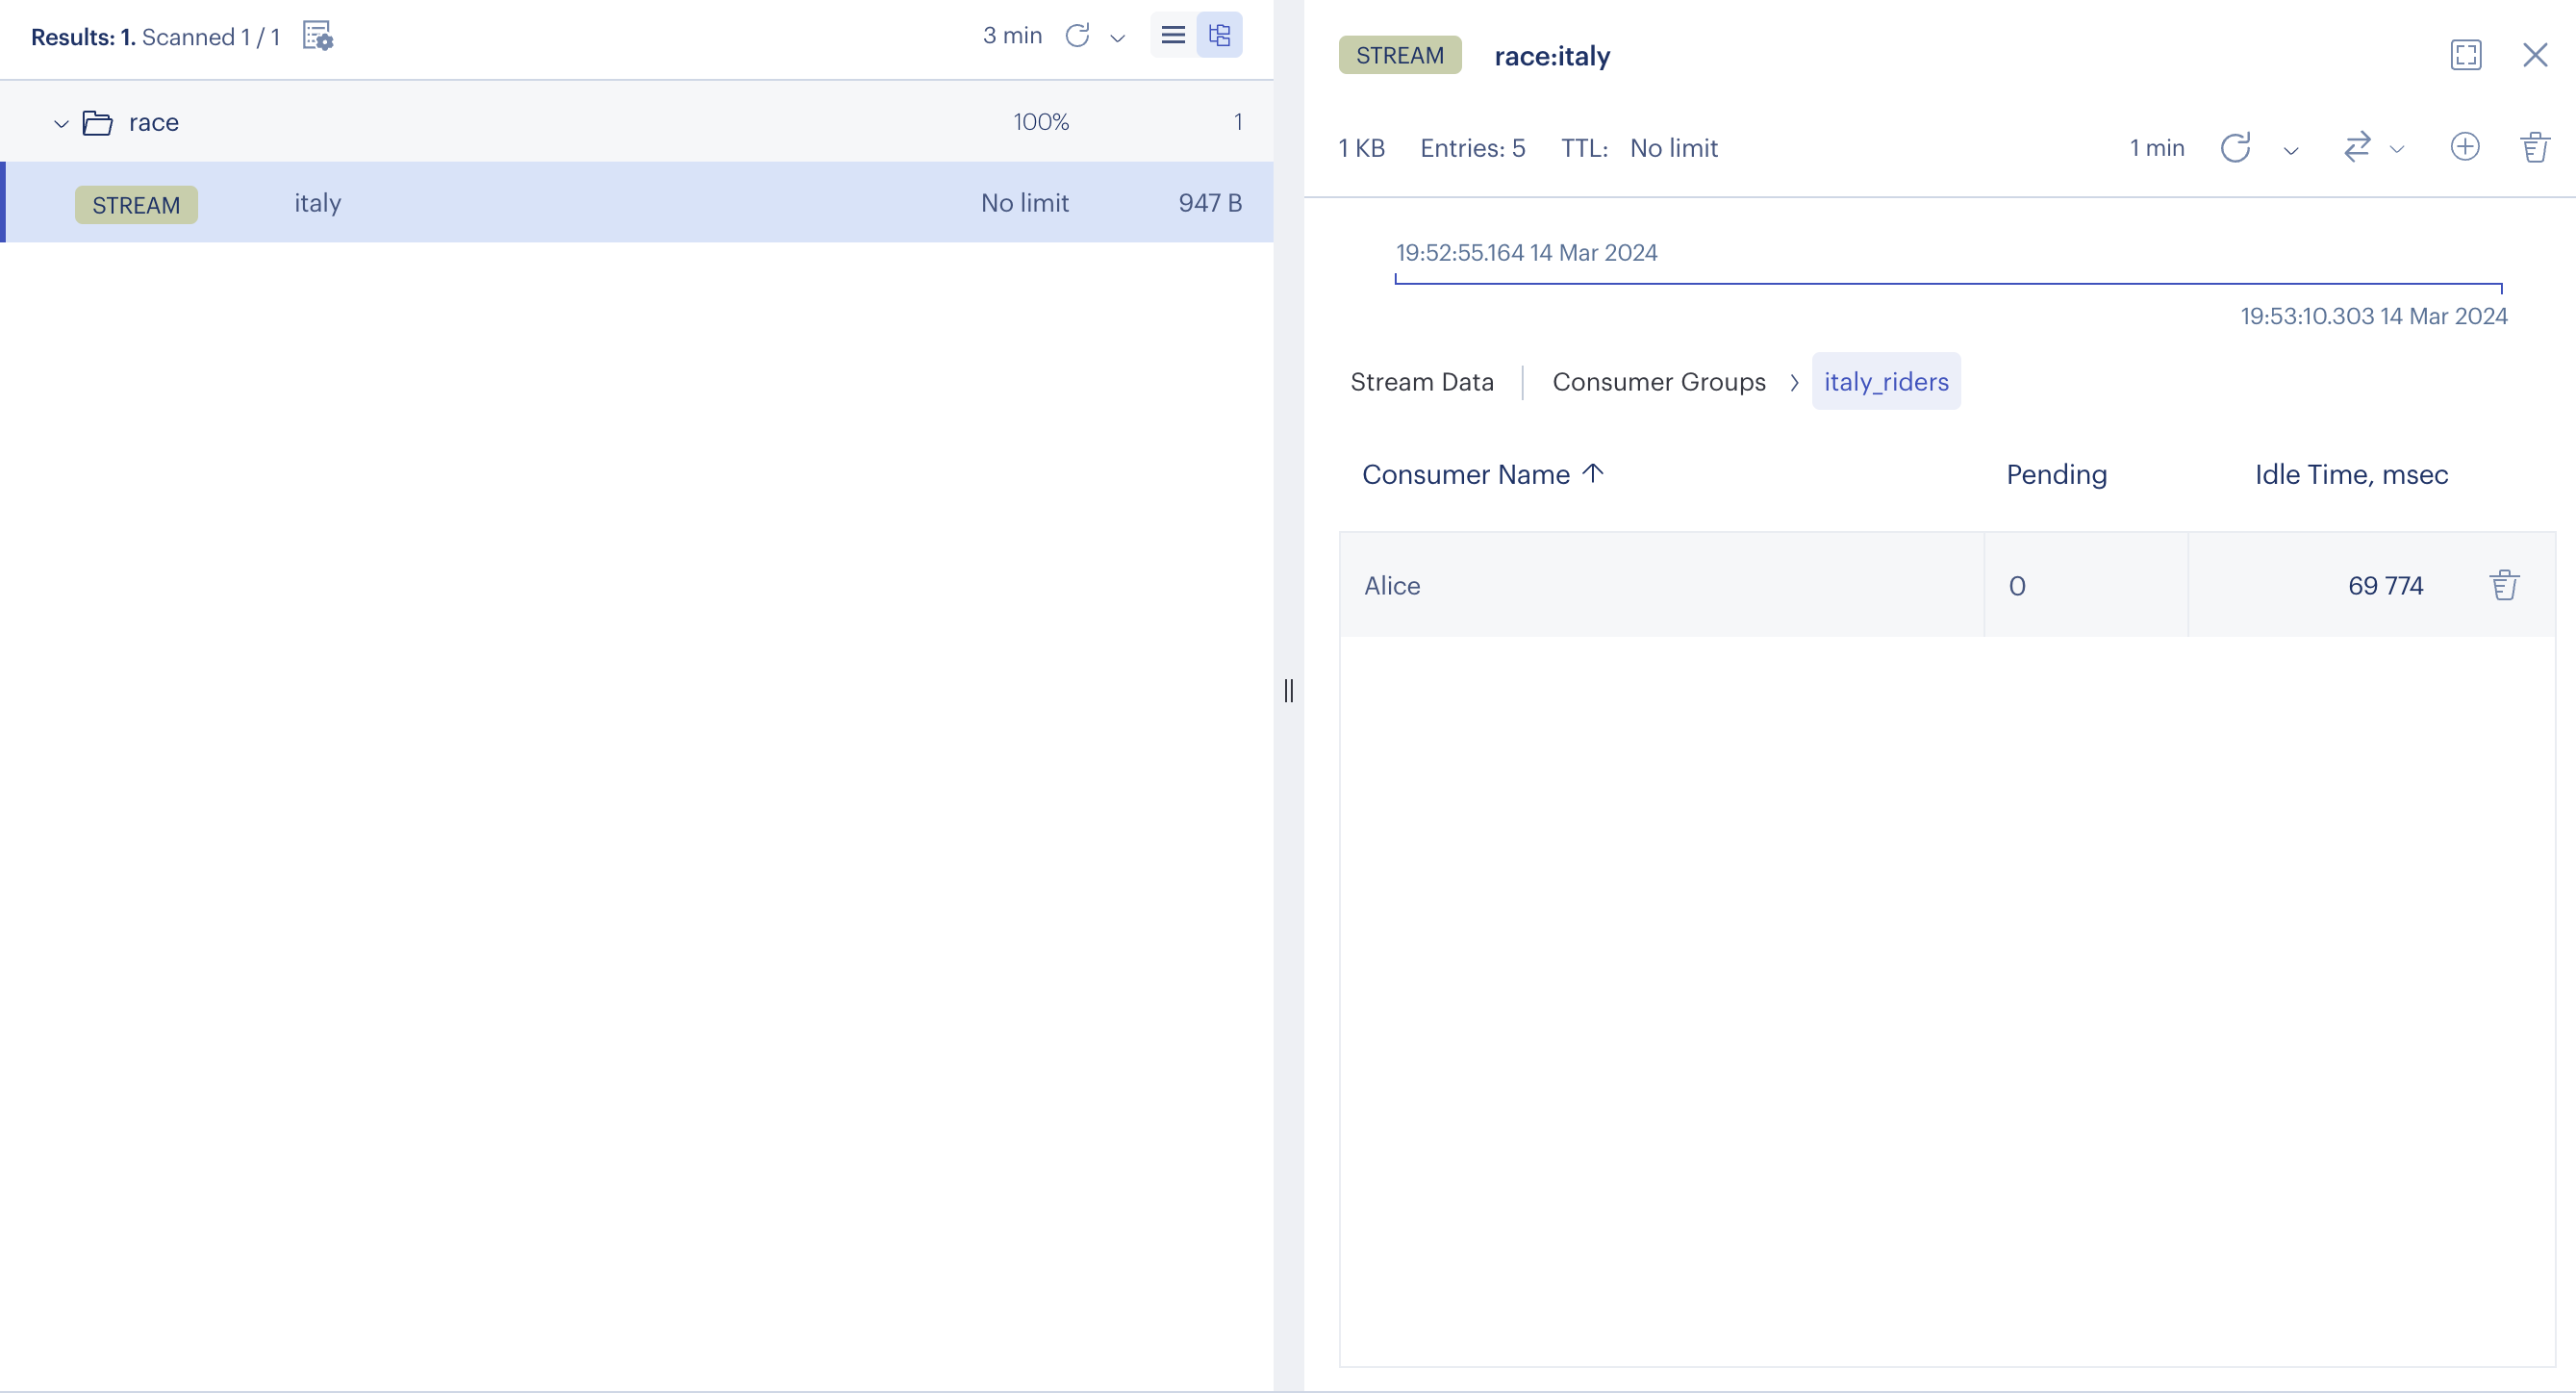 Results: 1. Scanned 1 / 1
3 min
race 100% 1
STREAM italy No limit 947 B
STREAM race:italy
1 KB Entries: 5 TTL: No limit 1 min
19:52:55.164 14 Mar 2024
19:53:10.303 14 Mar 2024
Stream Data Consumer Groups > italy_riders
Consumer Name ↑ Pending Idle Time, msec
Alice 0 69 774